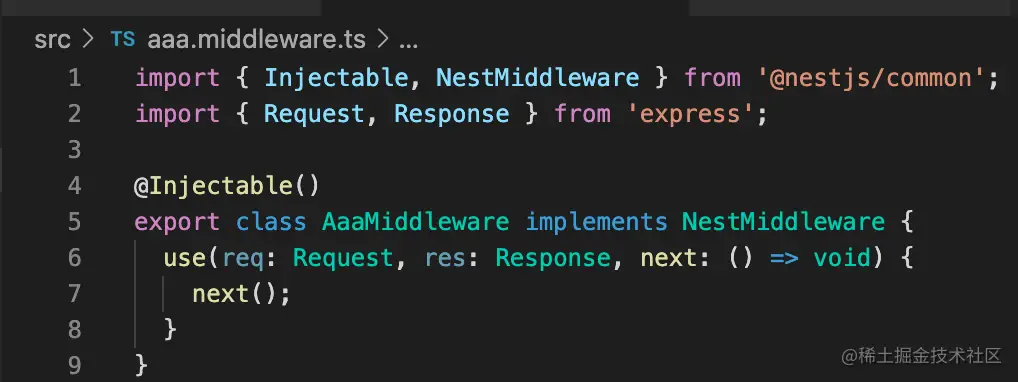 src > TS aaa.middleware.ts > ...
1 import { Injectable, NestMiddleware } from '@nestjs/common';
2 import { Request, Response } from 'express';
3
4 @Injectable()
5 export class AaaMiddleware implements NestMiddleware {
6   use(req: Request, res: Response, next: () => void) {
7     next();
8   }
9 }
@稀土掘金技术社区